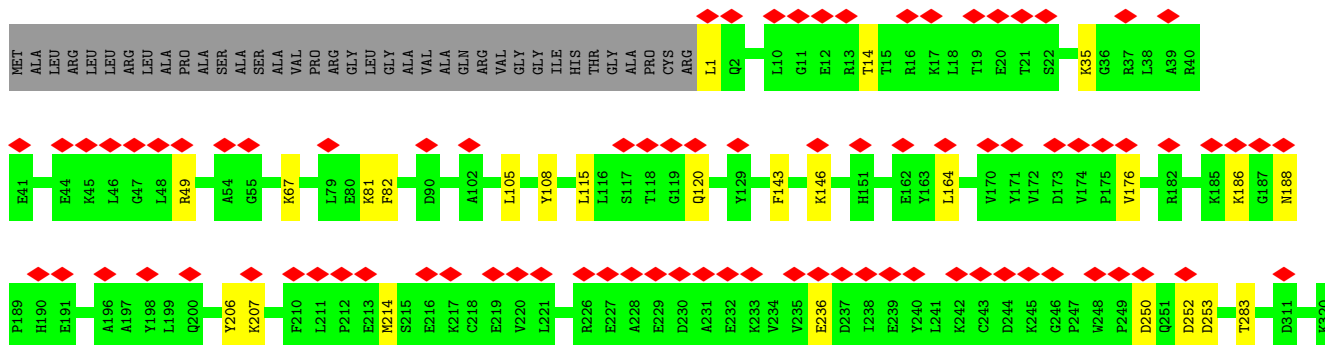 MET ALA LEU ARG LEU LEU ARG LEU ALA PRO ALA SER ALA SER ALA VAL PRO ARG GLY LEU GLY ALA VAL ALA GLN ARG VAL GLY GLY ILE HIS THR GLY ALA PRO CYS ARG L1 Q2 L10 G11 E12 R13 T14 T15 R16 K17 L18 T19 E20 T21 S22 K35 G36 R37 L38 A39 R40
E41 E44 K45 L46 G47 L48 R49 A54 G55 K67 L79 E80 K81 F82 D90 A102 L105 Y108 L115 L116 S117 T118 G119 Q120 Y129 F143 K146 H151 E162 Y163 L164 V170 Y171 V172 D173 V174 P175 V176 R182 K185 K186 G187 N188
P189 H190 E191 A196 A197 Y198 L199 Q200 Y206 K207 F210 L211 P212 E213 M214 S215 E216 K217 C218 E219 V220 L221 R226 E227 A228 E229 D230 A231 E232 K233 V234 V235 E236 D237 I238 E239 Y240 L241 K242 C243 D244 K245 G246 P247 W248 P249 D250 Q251 D252 D253 T283 D311